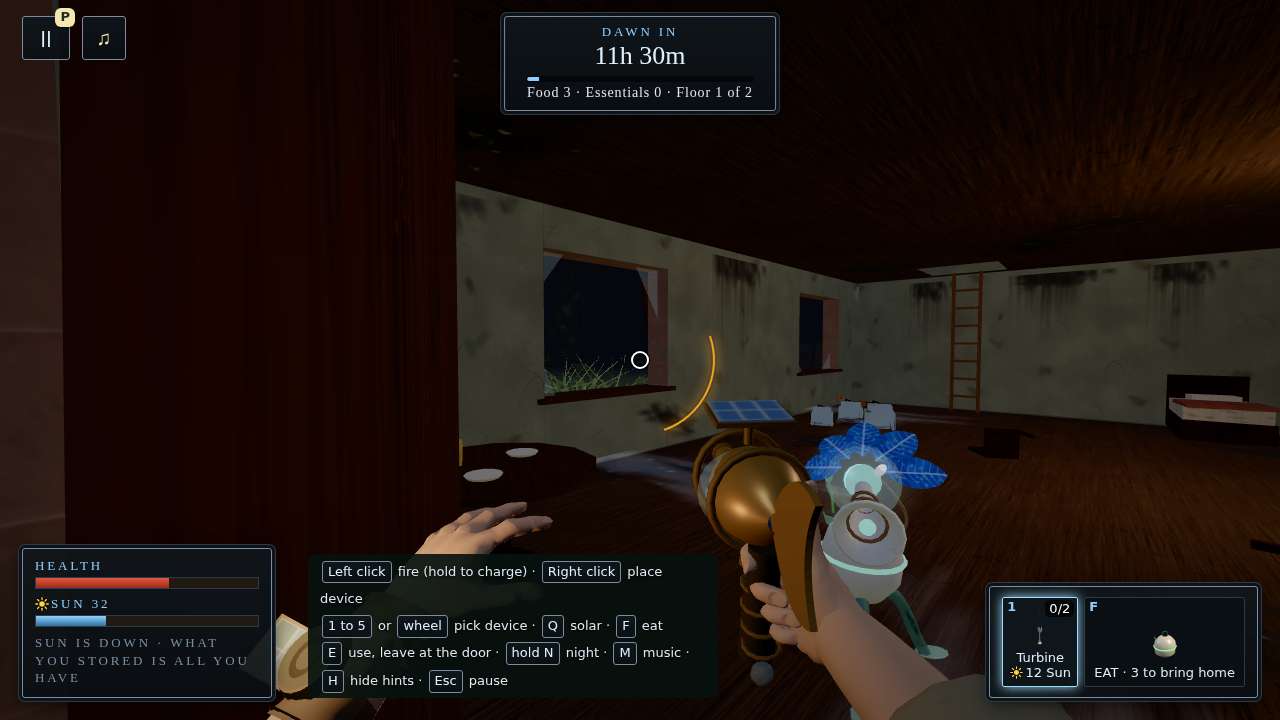 P
DAWN IN
11h 30m
Food 3 · Essentials 0 · Floor 1 of 2
HEALTH
SUN 32
SUN IS DOWN · WHAT
YOU STORED IS ALL YOU
HAVE
Left click fire (hold to charge) · Right click place
device
1 to 5 or wheel pick device · Q solar · F eat
E use, leave at the door · hold N night · M music ·
H hide hints · Esc pause
1 0/2
Turbine
12 Sun
F
EAT · 3 to bring home